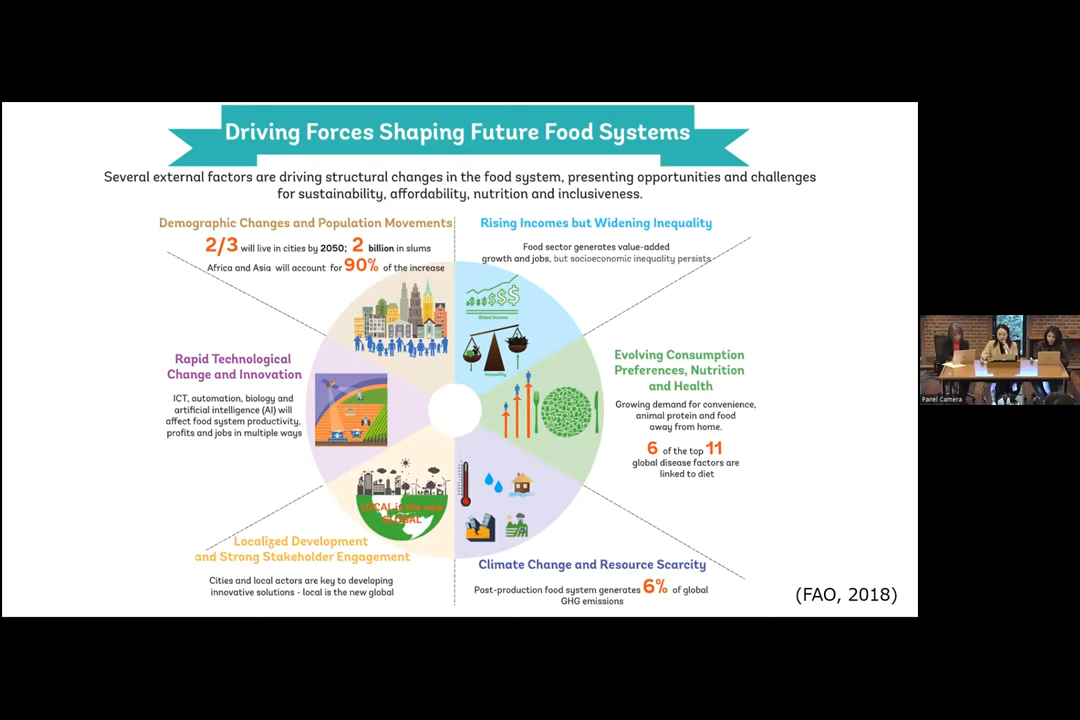 Driving Forces Shaping Future Food Systems
Several external factors are driving structural changes in the food system, presenting opportunities and challenges
for sustainability, affordability, nutrition and inclusiveness.
Demographic Changes and Population Movements
2/3 will live in cities by 2050; 2 billion in slums
Africa and Asia will account for 90% of the increase
Rising Incomes but Widening Inequality
Food sector generates value-added
growth and jobs, but socioeconomic inequality persists
$$$$$$
Global Income
Inequality
Rapid Technological
Change and Innovation
ICT, automation, biology and
artificial intelligence (AI) will
affect food system productivity,
profits and jobs in multiple ways
Evolving Consumption
Preferences, Nutrition
and Health
Growing demand for convenience,
animal protein and food
away from home.
6 of the top 11
global disease factors are
linked to diet
LOCAL is the new
GLOBAL
Localized Development
and Strong Stakeholder Engagement
Cities and local actors are key to developing
innovative solutions - local is the new global
Climate Change and Resource Scarcity
Post-production food system generates 6% of global
GHG emissions
(FAO, 2018)
Panel Camera